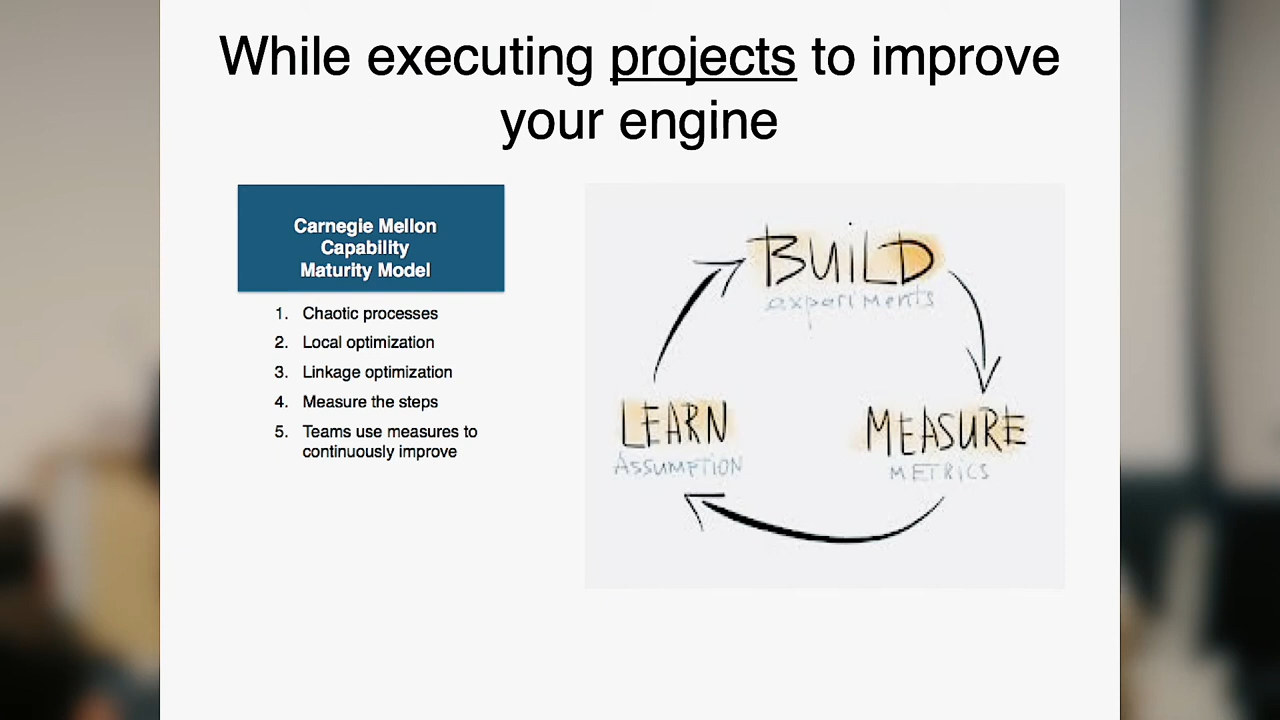 While executing projects to improve
your engine
Carnegie Mellon
Capability
Maturity Model
1. Chaotic processes
2. Local optimization
3. Linkage optimization
4. Measure the steps
5. Teams use measures to
continuously improve
BUILD
experiments
LEARN
ASSUMPTION
MEASURE
METRICS